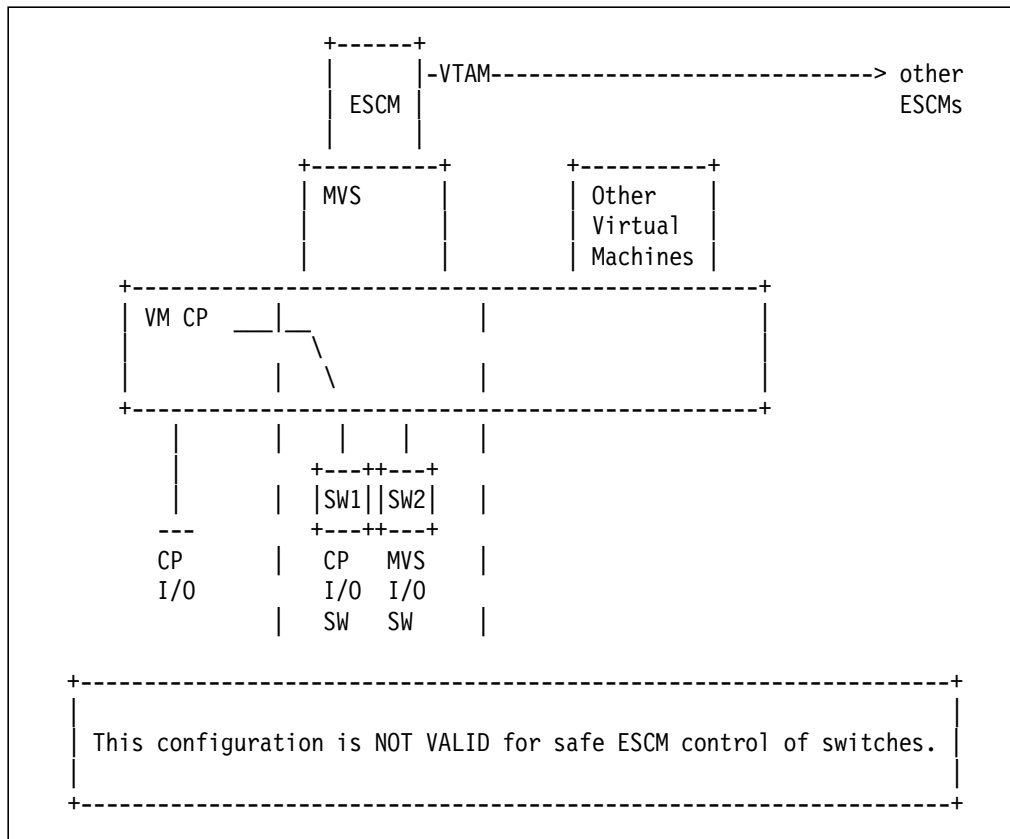 -VTAM-----------------------------> other
ESCM ESCMs
MVS Other
Virtual
Machines
VM CP
SW1 SW2
CP CP MVS
I/O I/O I/O
SW SW
This configuration is NOT VALID for safe ESCM control of switches.